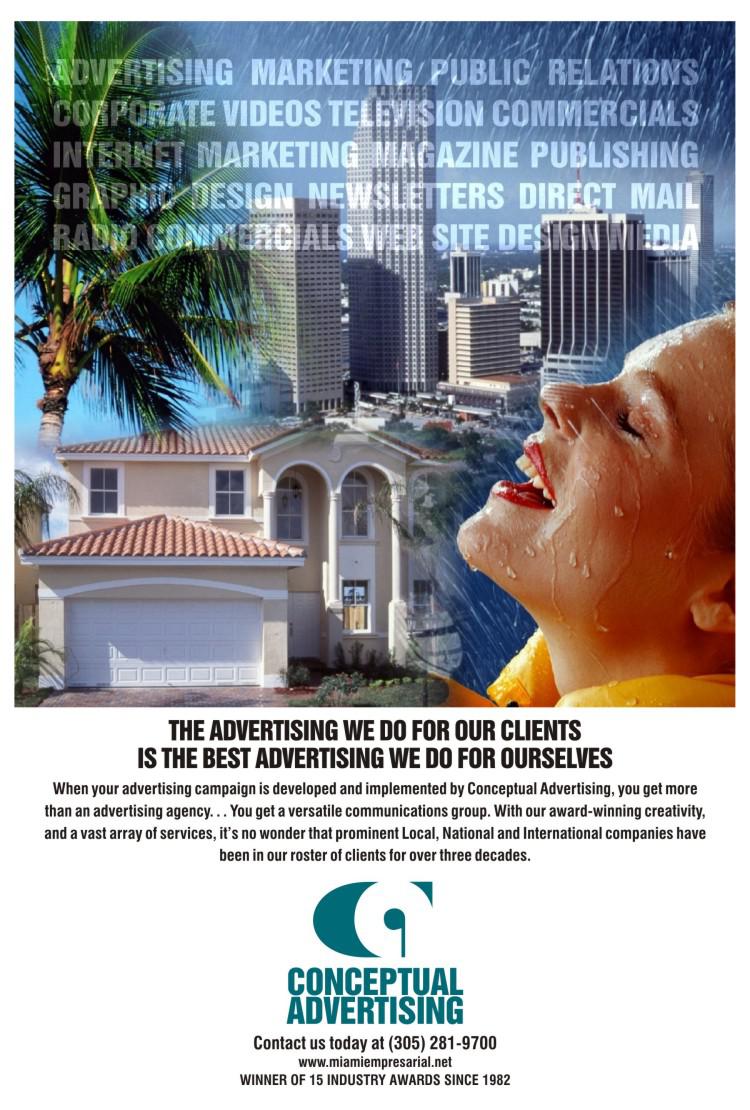 ADVERTISING MARKETING PUBLIC RELATIONS
CORPORATE VIDEOS TELEVISION COMMERCIALS
INTERNET MARKETING MAGAZINE PUBLISHING
GRAPHIC DESIGN NEWSLETTERS DIRECT MAIL
RADIO COMMERCIALS WEB SITE DESIGN MEDIA
THE ADVERTISING WE DO FOR OUR CLIENTS
IS THE BEST ADVERTISING WE DO FOR OURSELVES
When your advertising campaign is developed and implemented by Conceptual Advertising, you get more
than an advertising agency. . . You get a versatile communications group. With our award-winning creativity,
and a vast array of services, it's no wonder that prominent Local, National and International companies have
been in our roster of clients for over three decades.
CONCEPTUAL
ADVERTISING
Contact us today at (305) 281-9700
www.miamiempresarial.net
WINNER OF 15 INDUSTRY AWARDS SINCE 1982